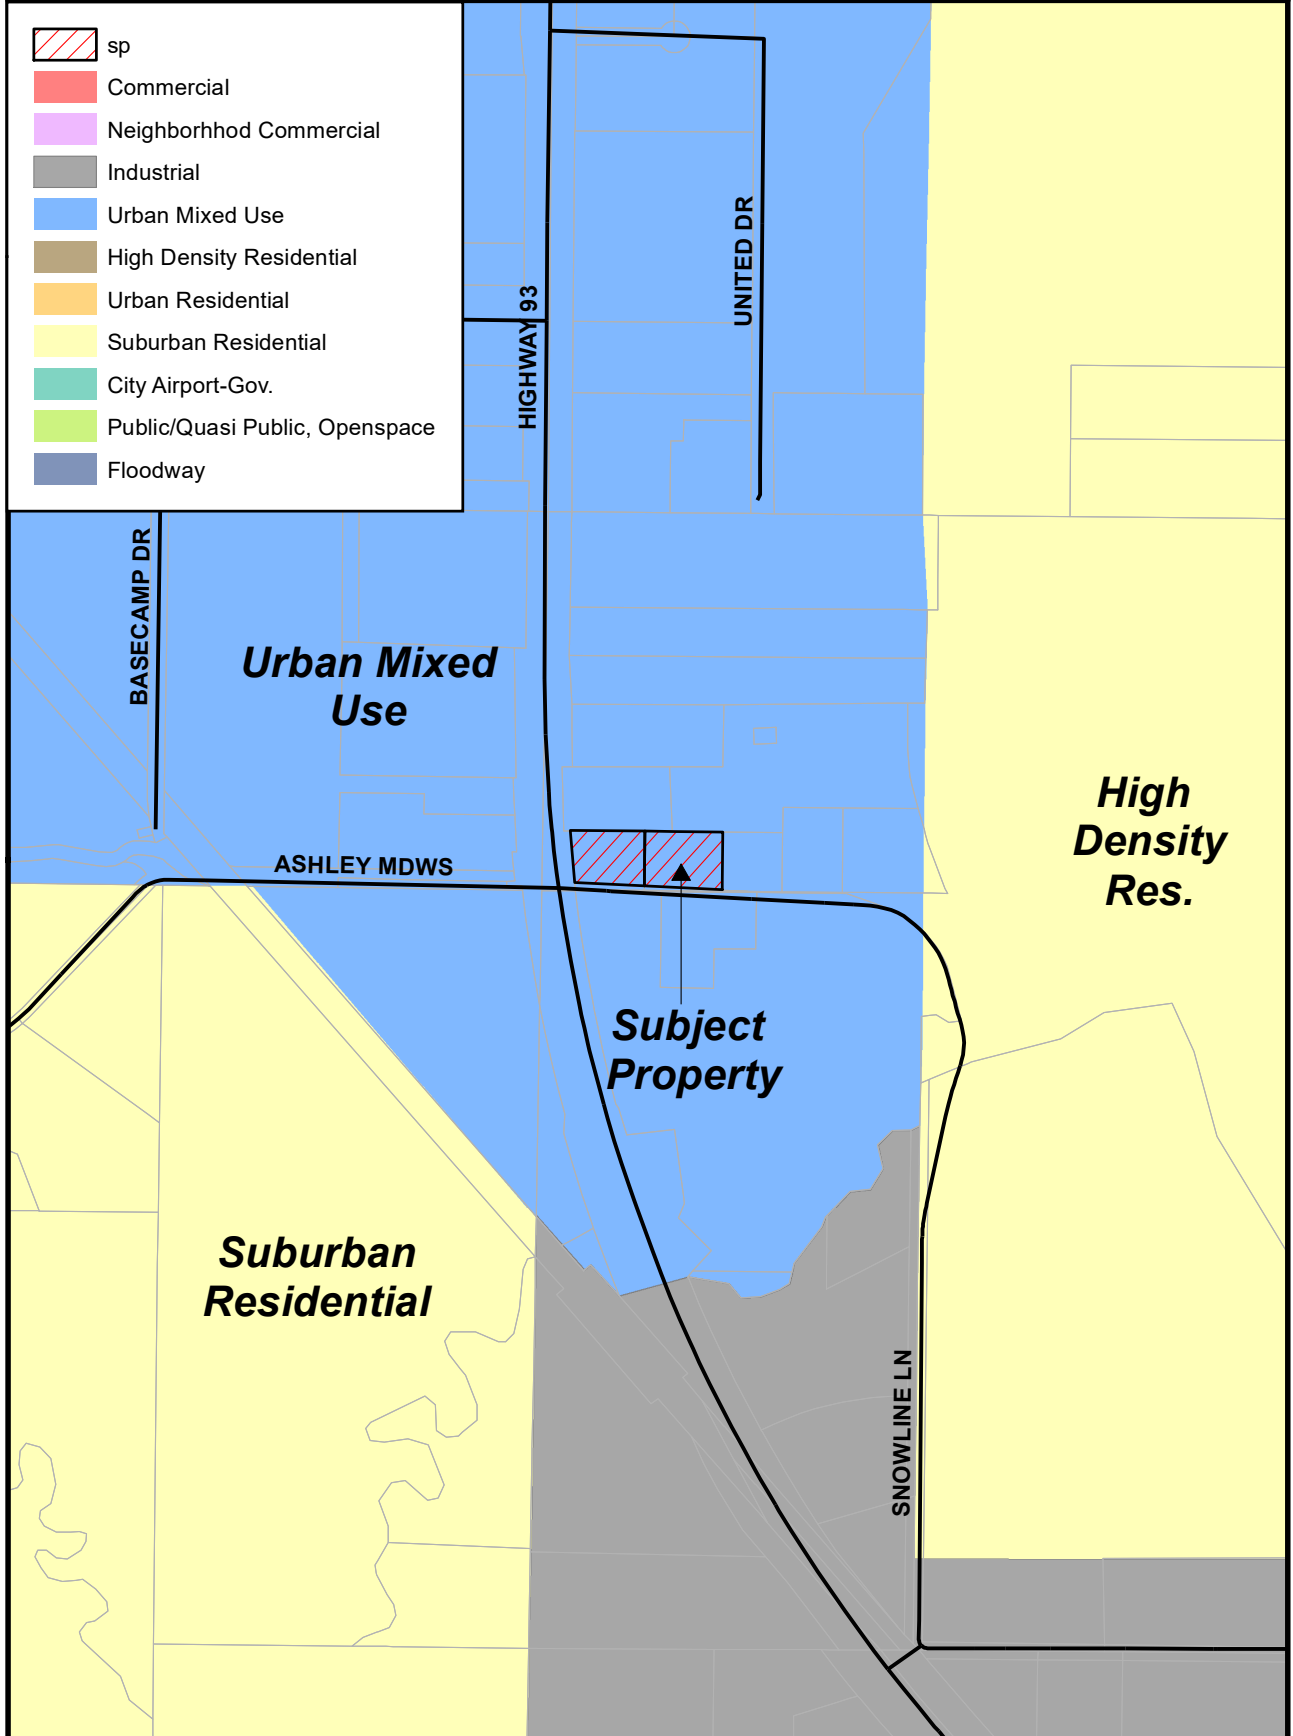 sp
Commercial
Neighborhhod Commercial
Industrial
Urban Mixed Use
High Density Residential
Urban Residential
Suburban Residential
City Airport-Gov.
Public/Quasi Public, Openspace
Floodway
UNITED DR
HIGHWAY 93
BASECAMP DR
Urban Mixed
Use
High
Density
Res.
ASHLEY MDWS
Subject
Property
Suburban
Residential
SNOWLINE LN